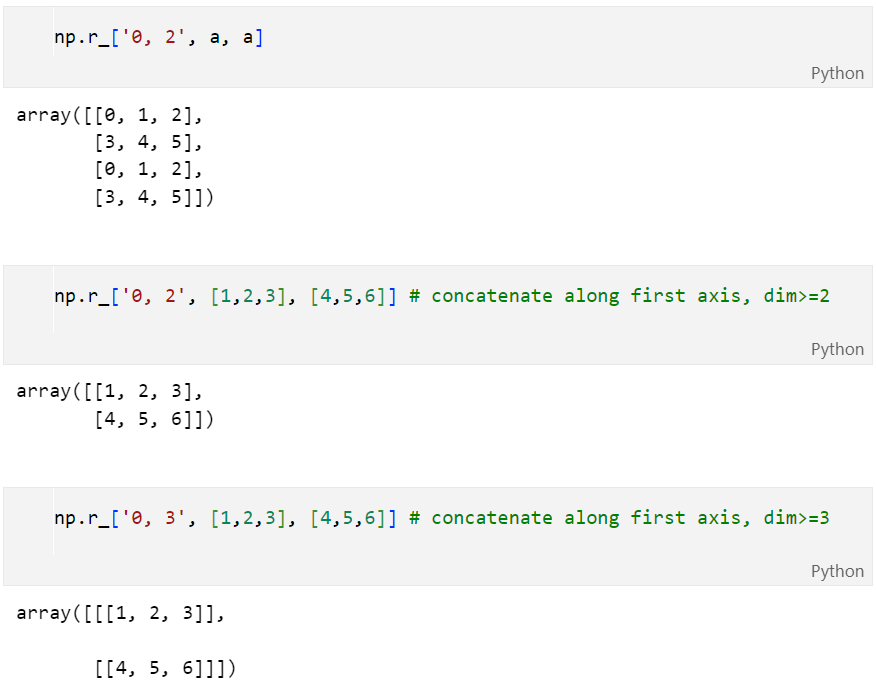 np.r_['0, 2', a, a]
Python
array([[0, 1, 2],
       [3, 4, 5],
       [0, 1, 2],
       [3, 4, 5]])
np.r_['0, 2', [1,2,3], [4,5,6]] # concatenate along first axis, dim>=2
Python
array([[1, 2, 3],
       [4, 5, 6]])
np.r_['0, 3', [1,2,3], [4,5,6]] # concatenate along first axis, dim>=3
Python
array([[[1, 2, 3]],
       [[4, 5, 6]]])